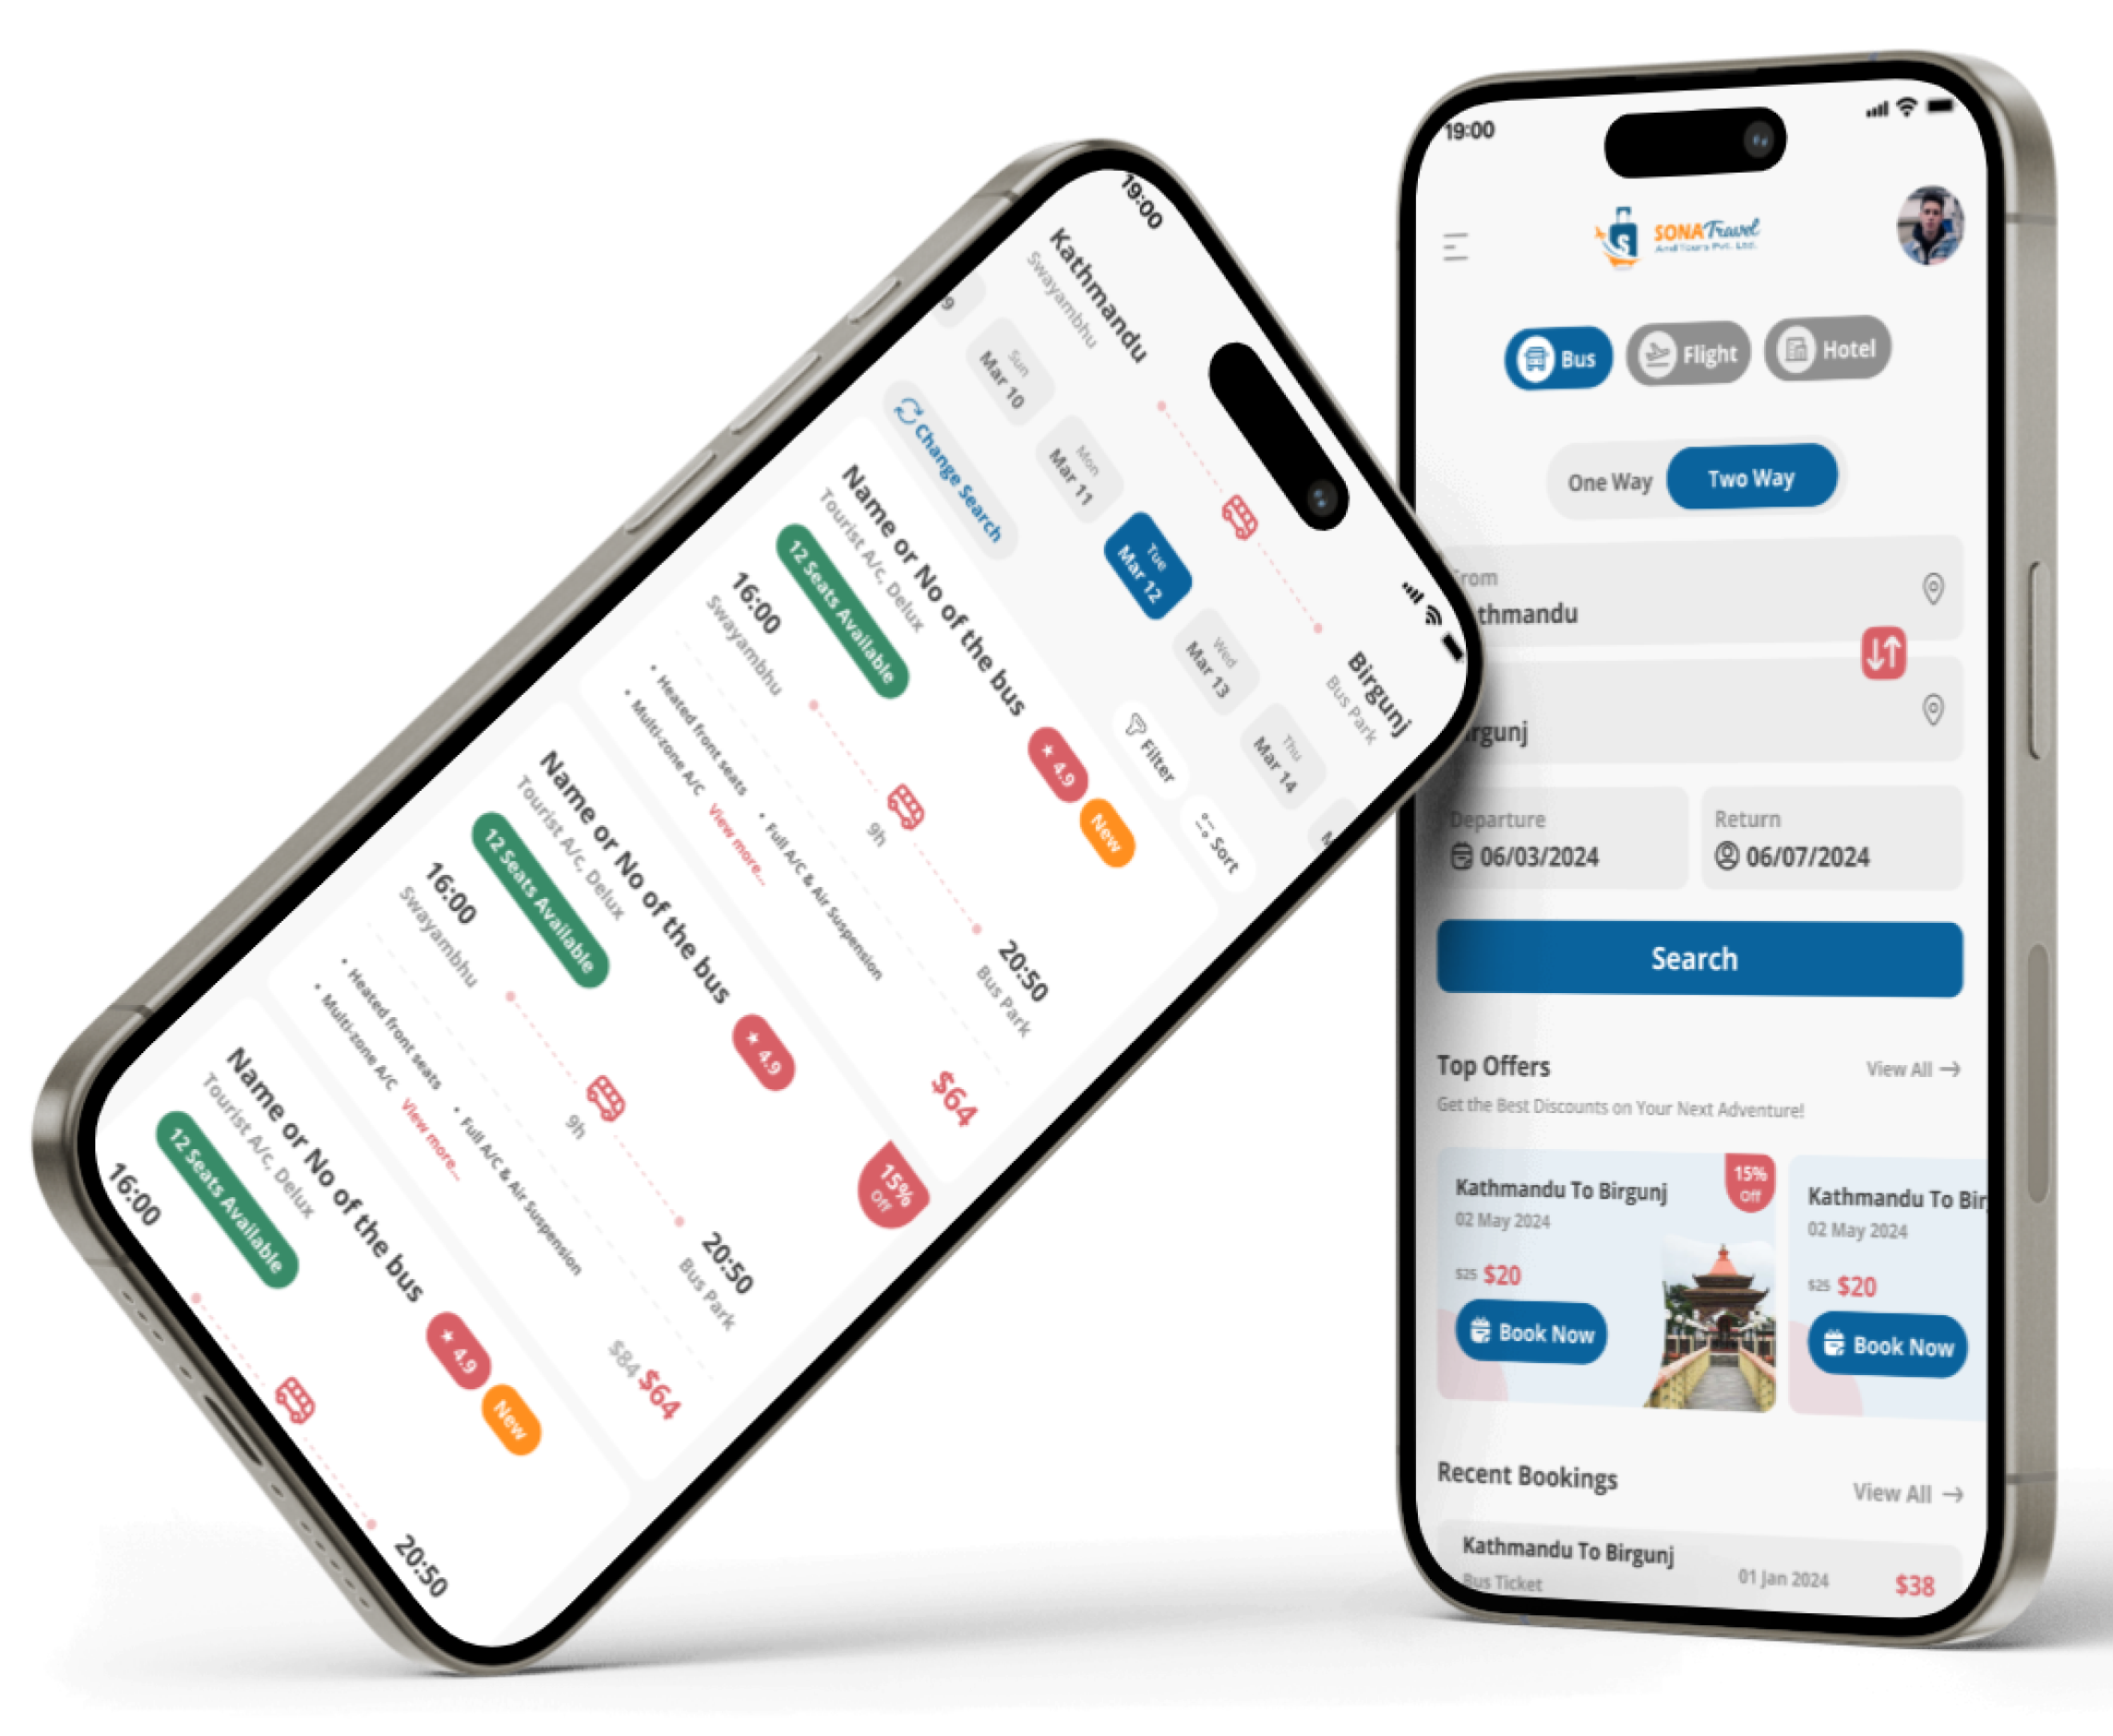 19:00
Kathmandu
Swayambhu
Birgunj
Bus Park
9
Sun
Mar 10
Mon
Mar 11
Tue
Mar 12
Wed
Mar 13
Thu
Mar 14
M
Change Search
Filter
Sort
Name or No of the bus
★ 4.9
New
Tourist A/c, Delux
12 Seats Available
16:00
Swayambhu
9h
20:50
Bus Park
• Heated front seats • Full A/C & Air Suspension
• Multi-zone A/C View more...
$64
15%
Off
Name or No of the bus
★ 4.9
Tourist A/c, Delux
12 Seats Available
16:00
Swayambhu
9h
20:50
Bus Park
• Heated front seats • Full A/C & Air Suspension
• Multi-zone A/C View more...
$84 $64
Name or No of the bus
★ 4.9
New
Tourist A/c, Delux
12 Seats Available
16:00
20:50
19:00
S
SONA Travel
And Tours Pvt. Ltd.
Bus
Flight
Hotel
One Way
Two Way
From
thmandu
irgunj
Departure
06/03/2024
Return
06/07/2024
Search
Top Offers
View All →
Get the Best Discounts on Your Next Adventure!
Kathmandu To Birgunj
15%
Off
02 May 2024
$25 $20
Book Now
Kathmandu To Bir
02 May 2024
$25 $20
Book Now
Recent Bookings
View All →
Kathmandu To Birgunj
Bus Ticket
01 Jan 2024
$38